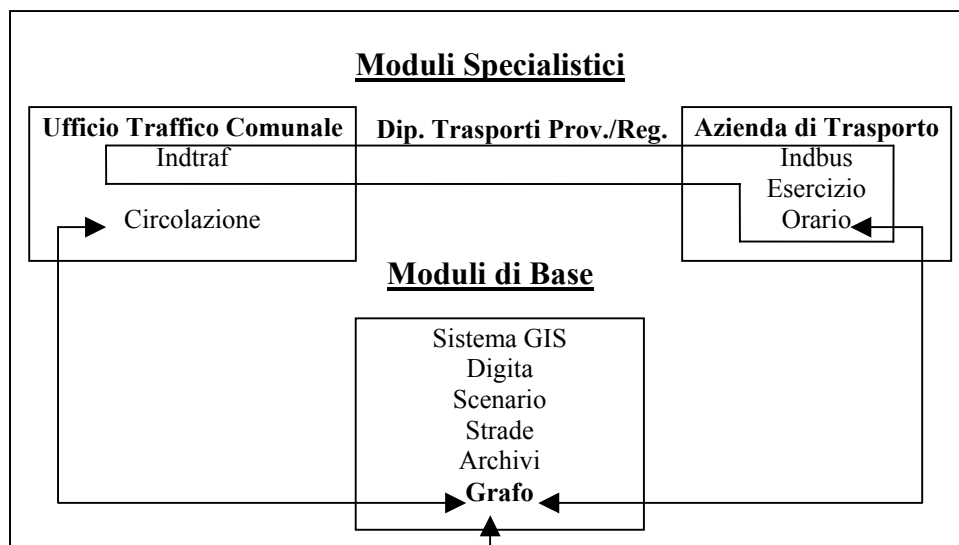 Moduli Specialistici
Ufficio Traffico Comunale Dip. Trasporti Prov./Reg. Azienda di Trasporto
Indtraf Indbus
Esercizio
Circolazione Orario
Moduli di Base
Sistema GIS
Digita
Scenario
Strade
Archivi
Grafo